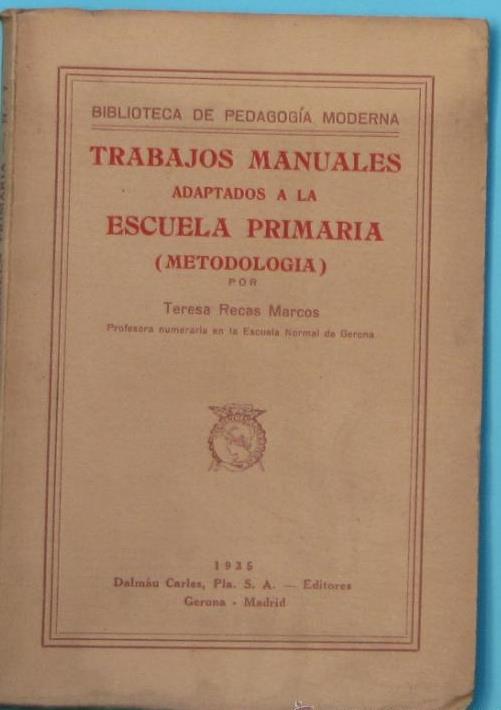 BIBLIOTECA DE PEDAGOGÍA MODERNA
TRABAJOS MANUALES
ADAPTADOS A LA
ESCUELA PRIMARIA
(METODOLOGIA)
POR
Teresa Recas Marcos
Profesora numeraria en la Escuela Normal de Gerona
1935
Dalmáu Carles, Pla. S. A. — Editores
Gerona - Madrid